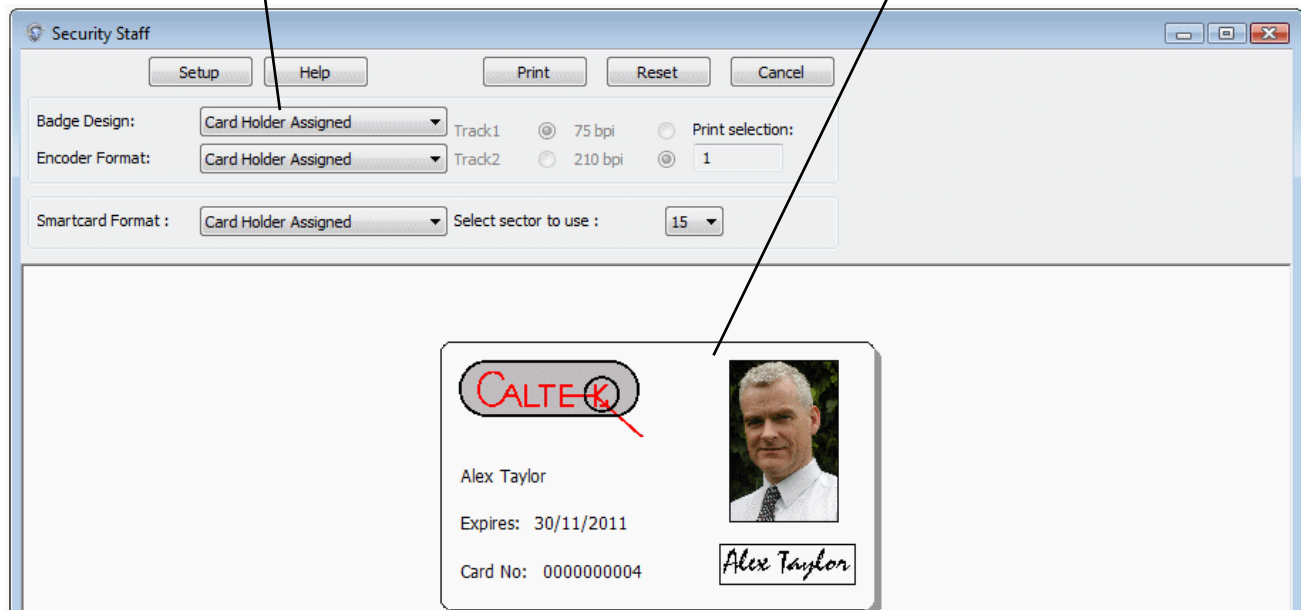 Security Staff
Setup Help Print Reset Cancel
Badge Design: Card Holder Assigned Track1 75 bpi Print selection:
Encoder Format: Card Holder Assigned Track2 210 bpi 1
Smartcard Format : Card Holder Assigned Select sector to use : 15
CALTEK
Alex Taylor
Expires: 30/11/2011
Card No: 0000000004
Alex Taylor